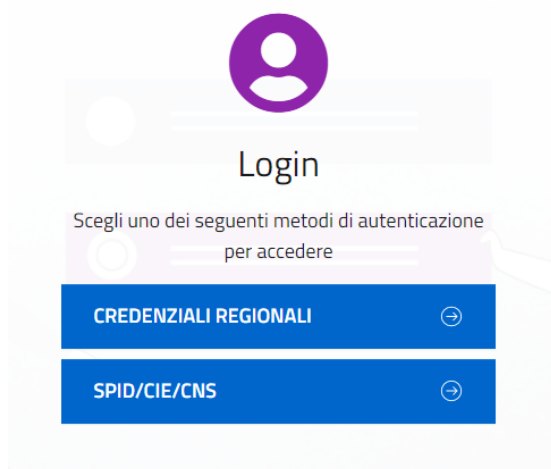 Login
Scegli uno dei seguenti metodi di autenticazione
per accedere
CREDENZIALI REGIONALI
SPID/CIE/CNS